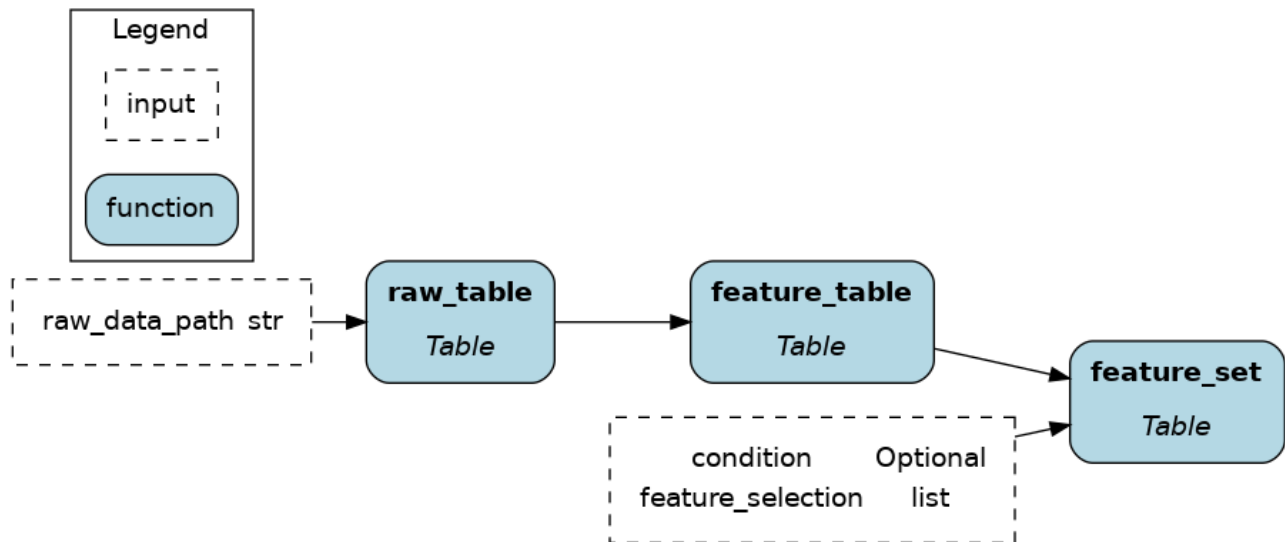 Legend
input
function
raw_data_path str
raw_table
Table
feature_table
Table
feature_set
Table
condition Optional
feature_selection list